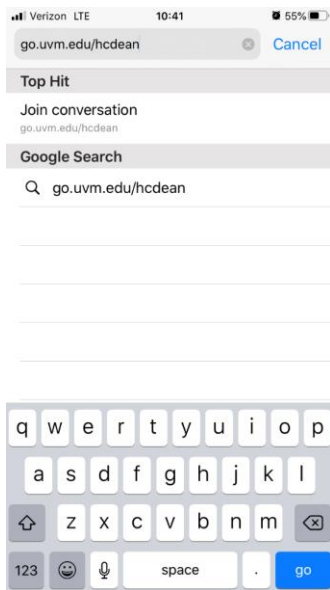 Verizon LTE 10:41 55%
go.uvm.edu/hcdean Cancel
Top Hit
Join conversation
go.uvm.edu/hcdean
Google Search
go.uvm.edu/hcdean
q w e r t y u i o p
a s d f g h j k l
z x c v b n m
123 space . go